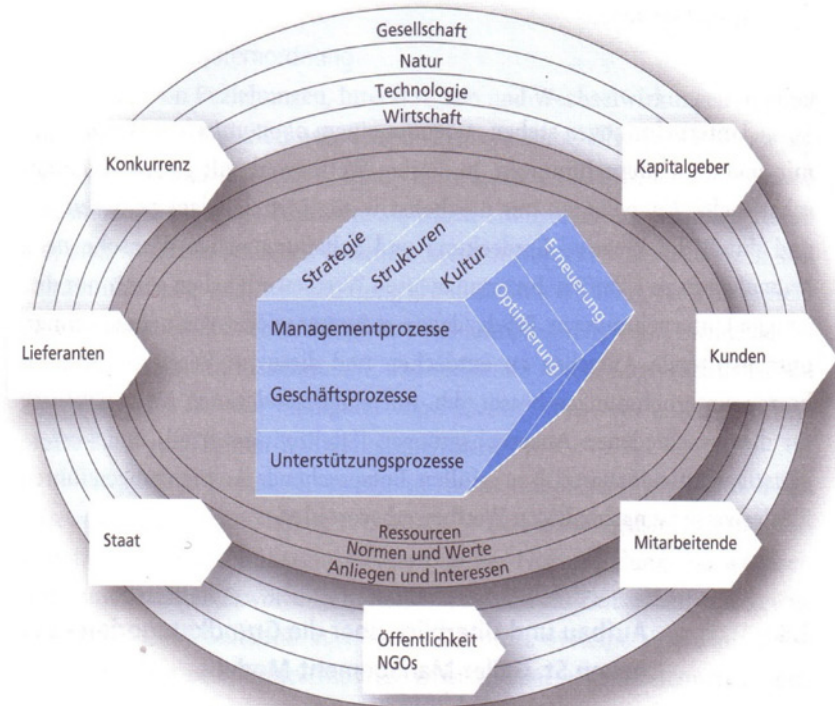 Gesellschaft
Natur
Technologie
Wirtschaft
Konkurrenz
Kapitalgeber
Strategie
Strukturen
Kultur
Erneuerung
Optimierung
Managementprozesse
Geschäftsprozesse
Unterstützungsprozesse
Lieferanten
Kunden
Ressourcen
Normen und Werte
Anliegen und Interessen
Staat
Mitarbeitende
Öffentlichkeit
NGOs